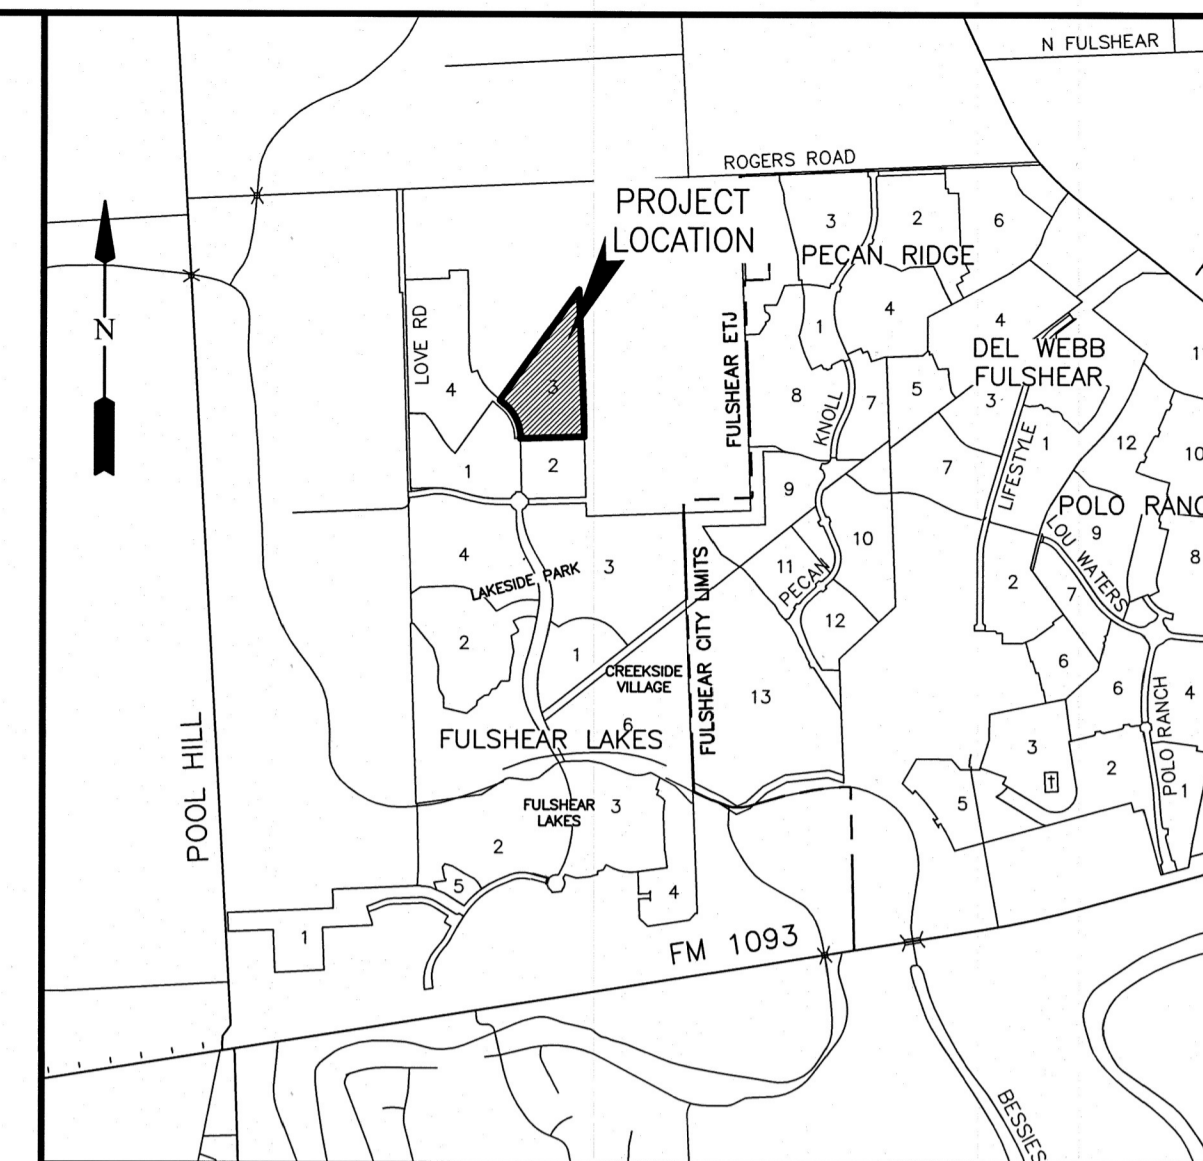 N FULSHEAR
ROGERS ROAD
PROJECT
LOCATION
3
2
6
PECAN RIDGE
N
LOVE RD
FULSHEAR ETJ
1
4
4
DEL WEBB
FULSHEAR
3
4
8
KNOLL
7
5
3
LIFESTYLE
1
12
10
1
2
9
7
POLO RANC
9
LOU WATERS
8
4
LAKESIDE PARK
3
FULSHEAR CITY LIMITS
11
PECAN
10
2
7
2
1
12
6
CREEKSIDE
VILLAGE
13
6
4
6
FULSHEAR LAKES
POOL HILL
3
2
POLO RANCH
1
FULSHEAR
LAKES
3
5
2
5
4
1
FM 1093
BESSIES